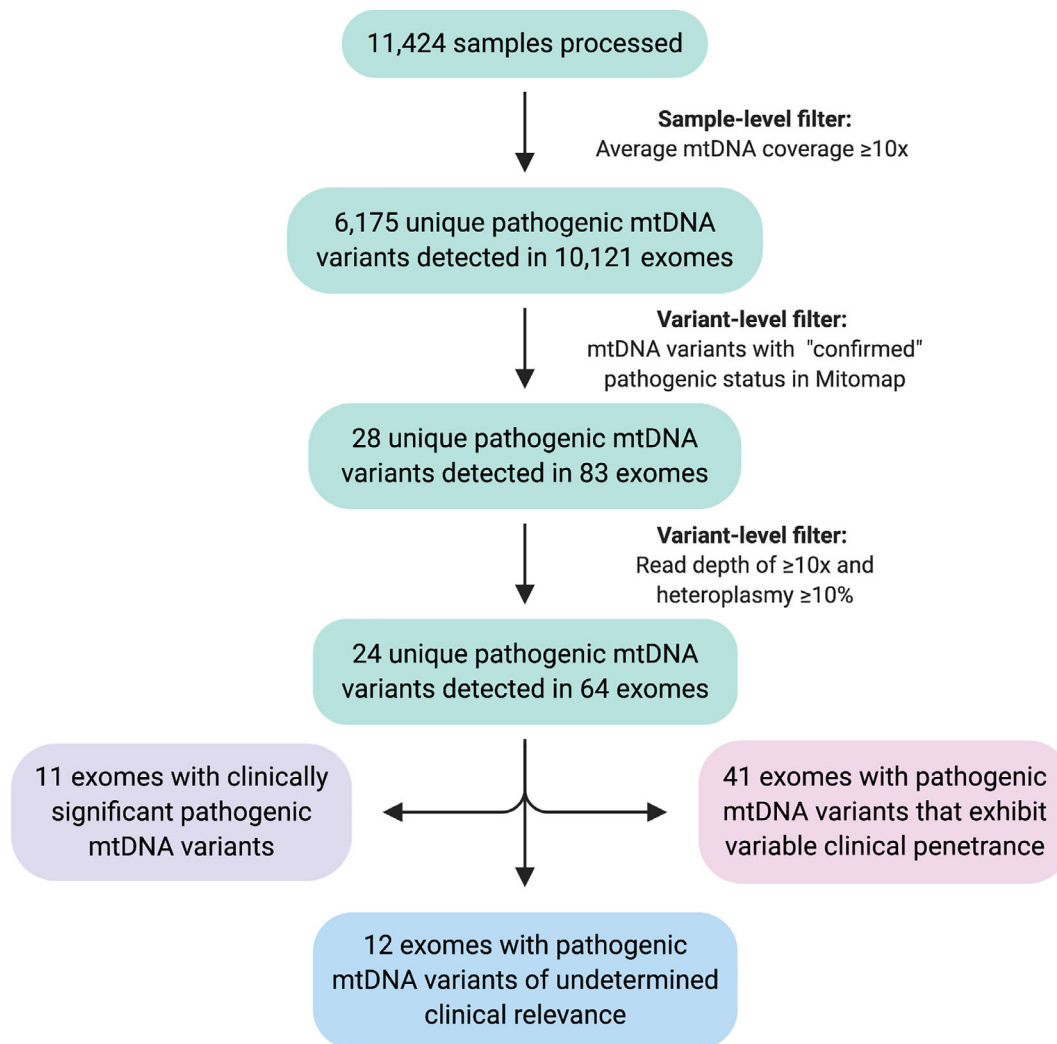 11,424 samples processed
Sample-level filter:
Average mtDNA coverage ≥10x
6,175 unique pathogenic mtDNA
variants detected in 10,121 exomes
Variant-level filter:
mtDNA variants with "confirmed"
pathogenic status in Mitomap
28 unique pathogenic mtDNA
variants detected in 83 exomes
Variant-level filter:
Read depth of ≥10x and
heteroplasmy ≥10%
24 unique pathogenic mtDNA
variants detected in 64 exomes
11 exomes with clinically
significant pathogenic
mtDNA variants
41 exomes with pathogenic
mtDNA variants that exhibit
variable clinical penetrance
12 exomes with pathogenic
mtDNA variants of undetermined
clinical relevance